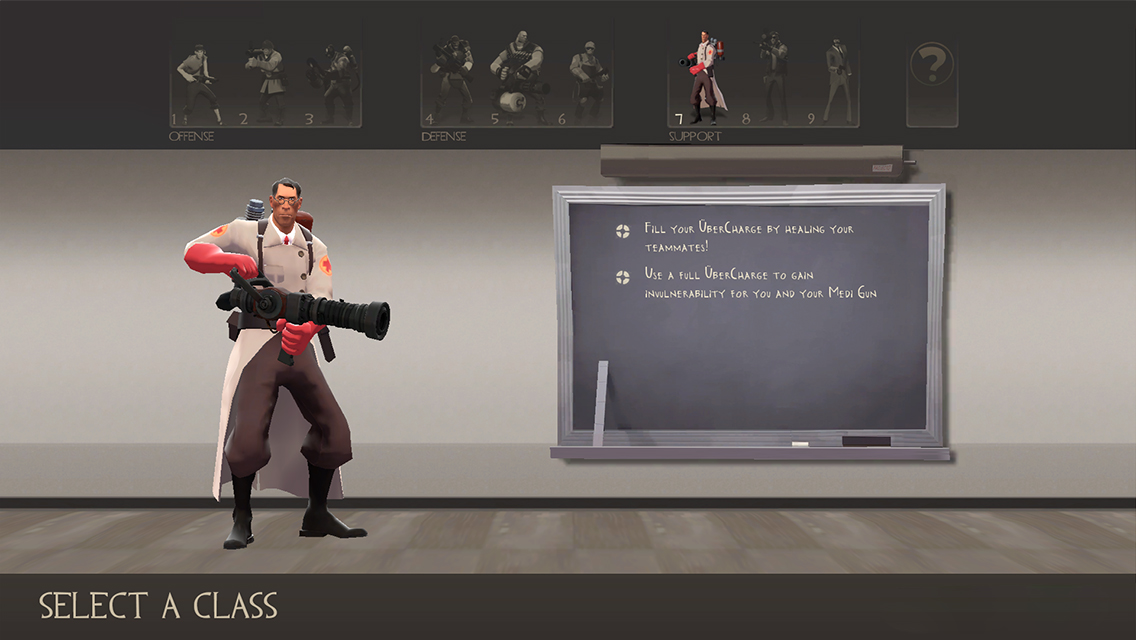 1 2 3
OFFENSE
4 5 6
DEFENSE
7 8 9
SUPPORT
?
FILL YOUR ÜBERCHARGE BY HEALING YOUR
TEAMMATES!
USE A FULL ÜBERCHARGE TO GAIN
INVULNERABILITY FOR YOU AND YOUR MEDI GUN
SELECT A CLASS